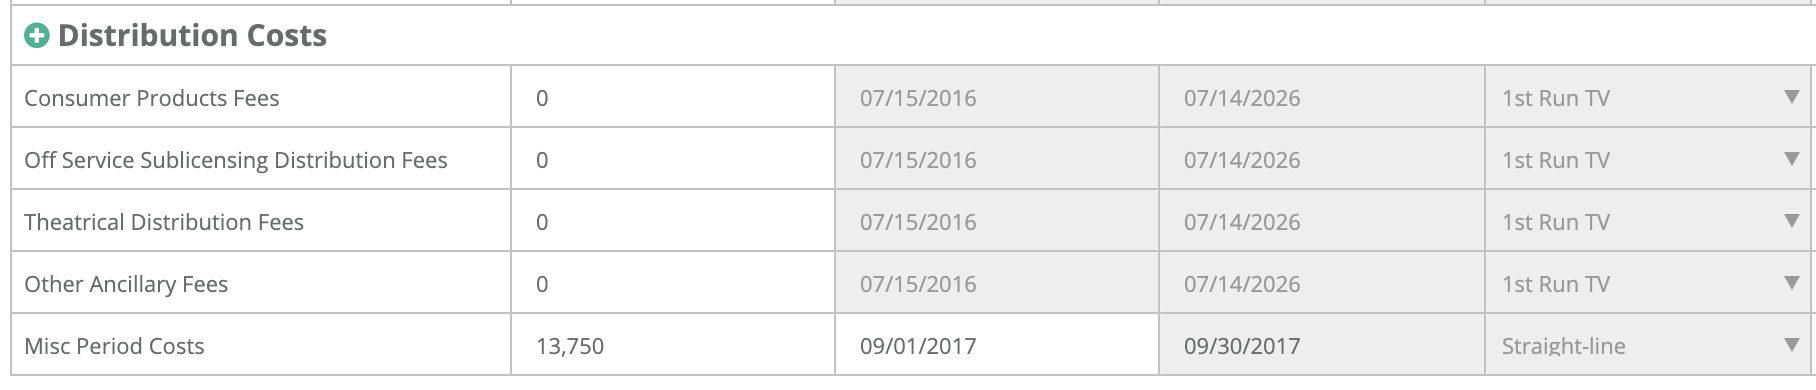 Distribution Costs
Consumer Products Fees 0 07/15/2016 07/14/2026 1st Run TV
Off Service Sublicensing Distribution Fees 0 07/15/2016 07/14/2026 1st Run TV
Theatrical Distribution Fees 0 07/15/2016 07/14/2026 1st Run TV
Other Ancillary Fees 0 07/15/2016 07/14/2026 1st Run TV
Misc Period Costs 13,750 09/01/2017 09/30/2017 Straight-line